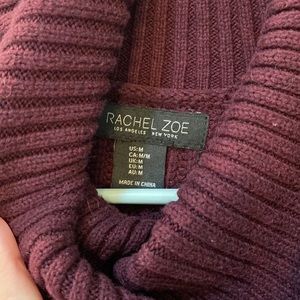 RACHEL ZOE
LOS ANGELES NEW YORK
US: M
CA: M/M
UK: M
EU: M
AU: M
MADE IN CHINA